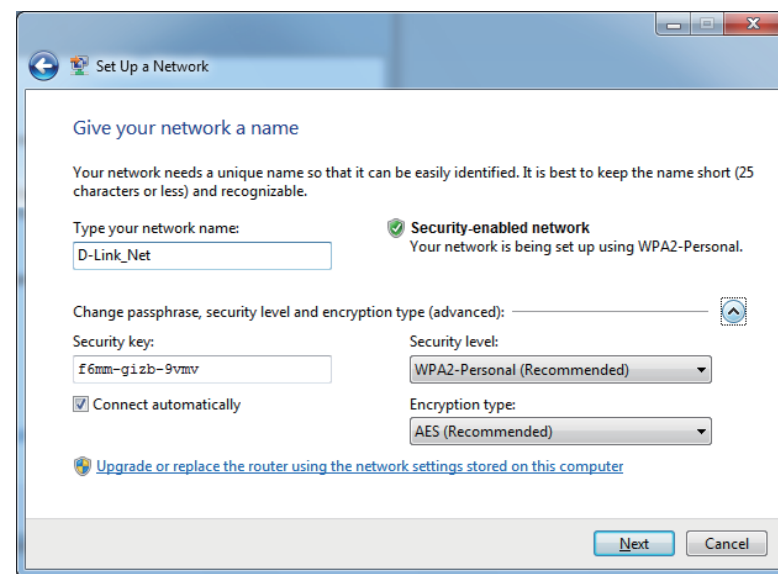 Set Up a Network
Give your network a name
Your network needs a unique name so that it can be easily identified. It is best to keep the name short (25
characters or less) and recognizable.
Type your network name:
D-Link_Net
Security-enabled network
Your network is being set up using WPA2-Personal.
Change passphrase, security level and encryption type (advanced):
Security key:
f6mm-gizb-9vmv
Security level:
WPA2-Personal (Recommended)
Connect automatically
Encryption type:
AES (Recommended)
Upgrade or replace the router using the network settings stored on this computer
Next
Cancel